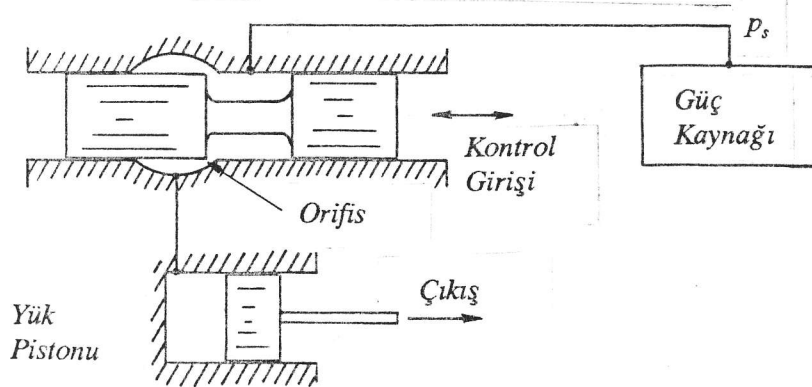 p_s
Güç
Kaynağı
Kontrol
Girişi
Orifis
Çıkış
Yük
Pistonu